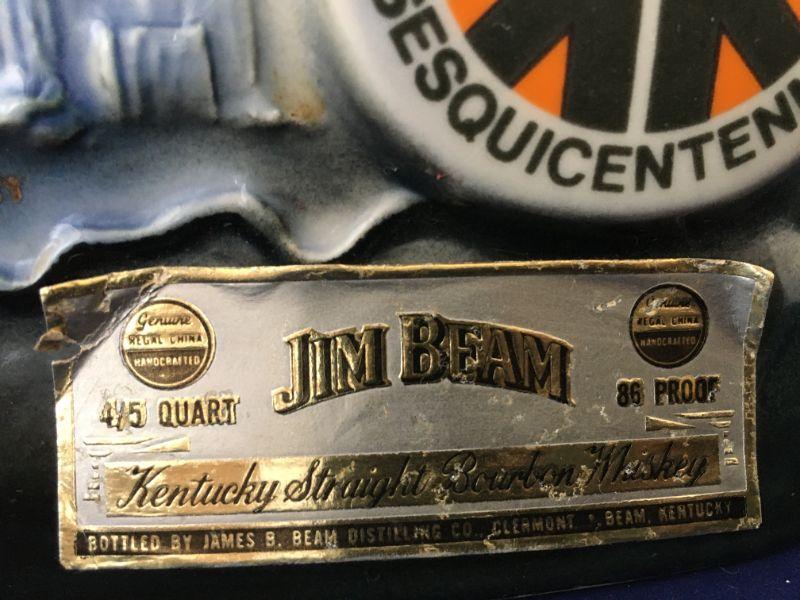 SESQUICENTENN
Genuine
REGAL CHINA
HANDCRAFTED
JIM BEAM
Genuine
REGAL CHINA
HANDCRAFTED
4/5 QUART
86 PROOF
Kentucky Straight Bourbon Whiskey
BOTTLED BY JAMES B. BEAM DISTILLING CO., CLERMONT, BEAM, KENTUCKY